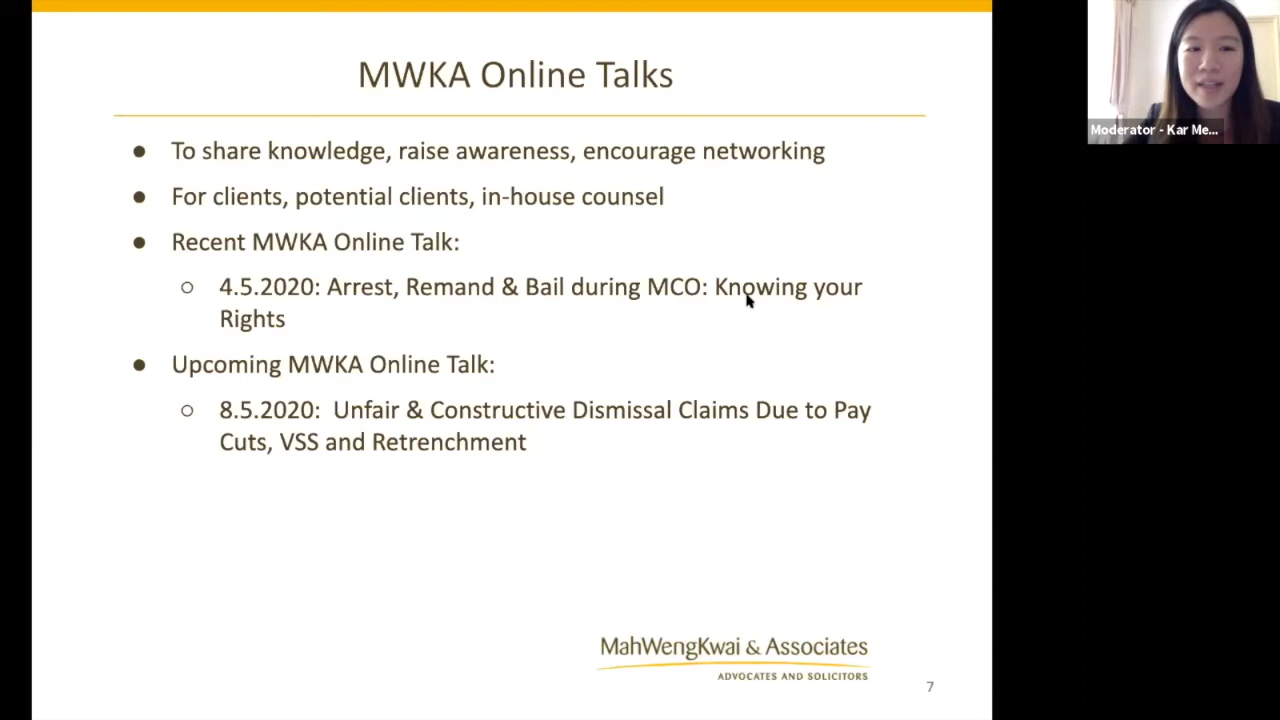 MWKA Online Talks
● To share knowledge, raise awareness, encourage networking
● For clients, potential clients, in-house counsel
● Recent MWKA Online Talk:
○ 4.5.2020: Arrest, Remand & Bail during MCO: Knowing your
Rights
● Upcoming MWKA Online Talk:
○ 8.5.2020: Unfair & Constructive Dismissal Claims Due to Pay
Cuts, VSS and Retrenchment
MahWengKwai & Associates
ADVOCATES AND SOLICITORS
7
Moderator - Kar Me...